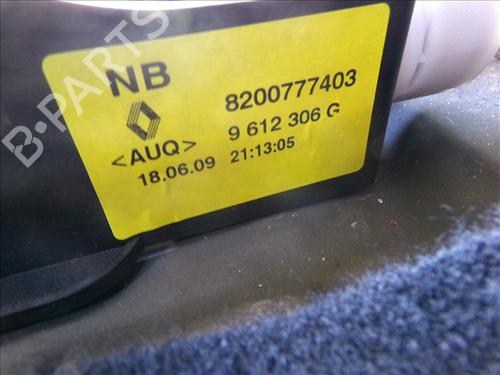 NB
8200777403
<AUQ>
9 612 306 G
18.06.09 21:13:05
B-PARTS